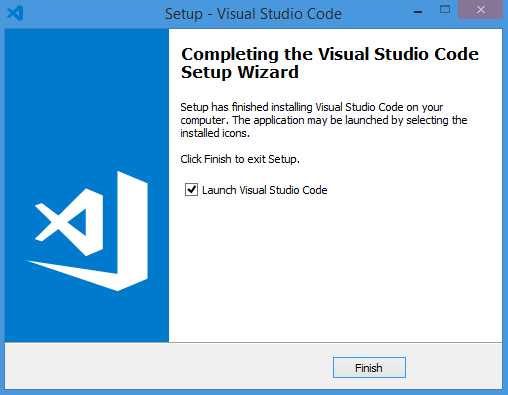 Setup - Visual Studio Code
Completing the Visual Studio Code
Setup Wizard
Setup has finished installing Visual Studio Code on your
computer. The application may be launched by selecting the
installed icons.
Click Finish to exit Setup.
Launch Visual Studio Code
Finish